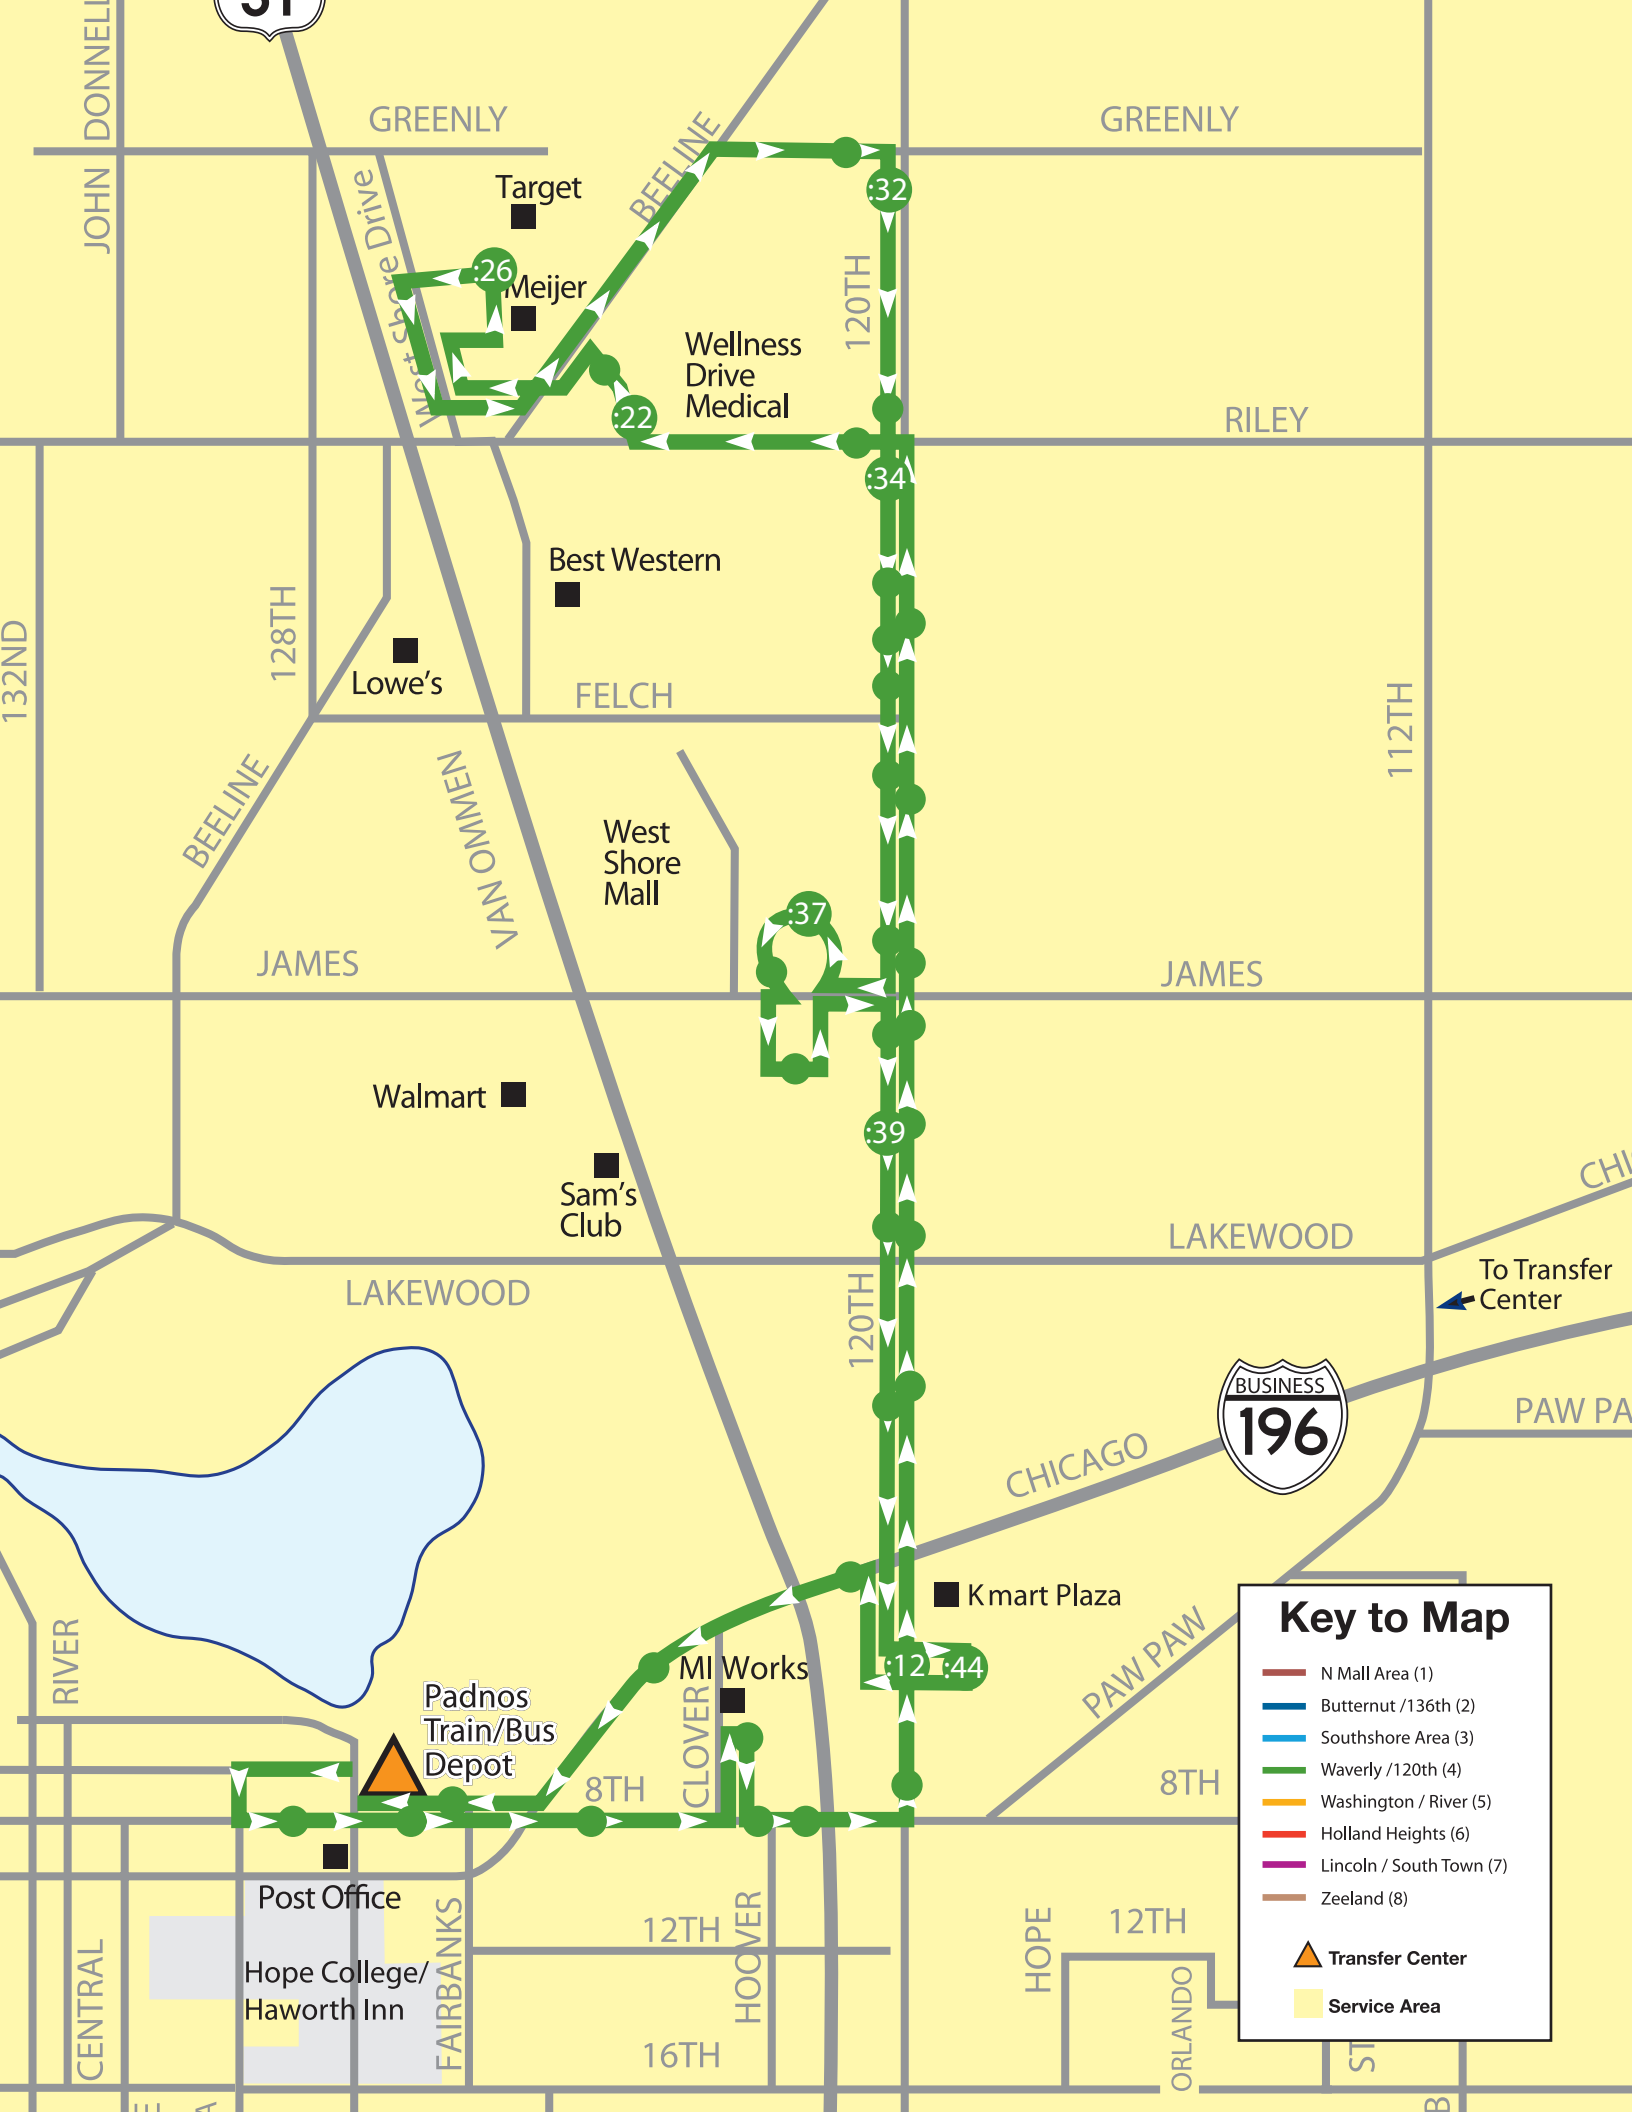 31
JOHN DONNELLY
GREENLY
GREENLY
BEELINE
Target
:32
West Shore Drive
:26
Meijer
120TH
Wellness
Drive
Medical
:22
RILEY
:34
Best Western
128TH
132ND
Lowe's
FELCH
112TH
BEELINE
VAN OMMEN
West
Shore
Mall
:37
JAMES
JAMES
Walmart
:39
Sam's
Club
CHI
LAKEWOOD
LAKEWOOD
To Transfer
Center
120TH
BUSINESS
196
PAW PA
CHICAGO
Kmart Plaza
PAW PAW
RIVER
MI Works
:12
:44
Padnos
Train/Bus
Depot
CLOVER
8TH
8TH
Post Office
FAIRBANKS
12TH
HOOVER
HOPE
12TH
CENTRAL
Hope College/
Haworth Inn
ORLANDO
16TH
ST
E
A
B
Key to Map
N Mall Area (1)
Butternut /136th (2)
Southshore Area (3)
Waverly /120th (4)
Washington / River (5)
Holland Heights (6)
Lincoln / South Town (7)
Zeeland (8)
Transfer Center
Service Area